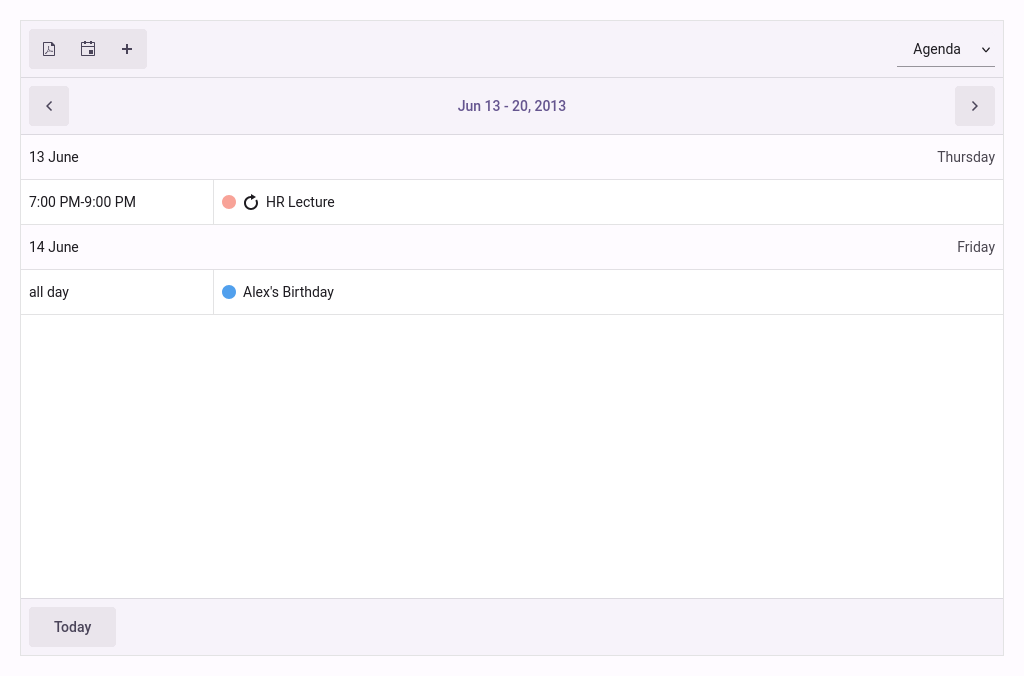 Agenda
Jun 13 - 20, 2013
13 June Thursday
7:00 PM-9:00 PM HR Lecture
14 June Friday
all day Alex's Birthday
Today